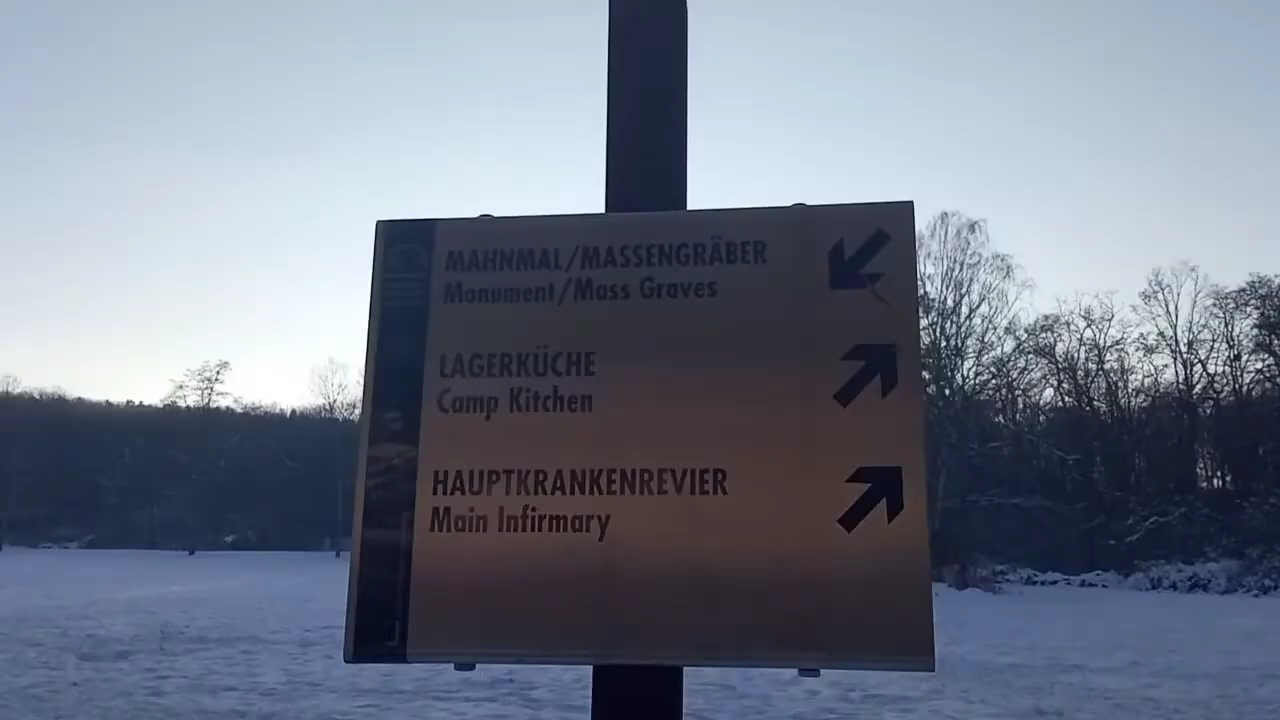 MAHNMAL/MASSENGRÄBER
Monument/Mass Graves
LAGERKÜCHE
Camp Kitchen
HAUPTKRANKENREVIER
Main Infirmary